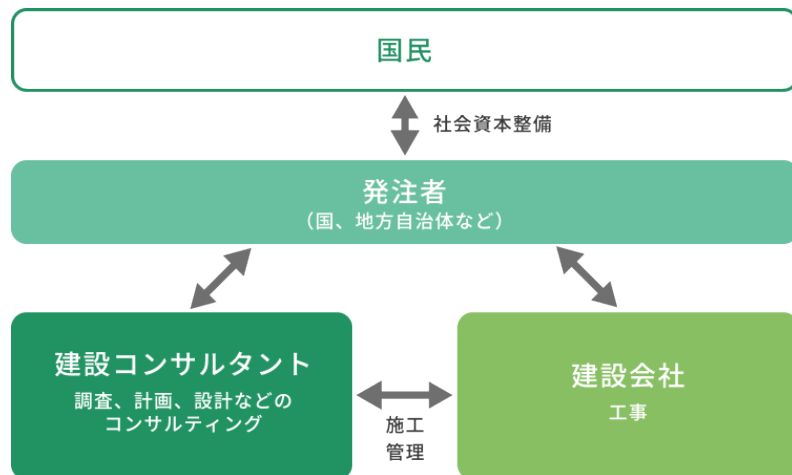 国民
社会資本整備
発注者
（国、地方自治体など）
建設コンサルタント
調査、計画、設計などの
コンサルティング
施工
管理
建設会社
工事